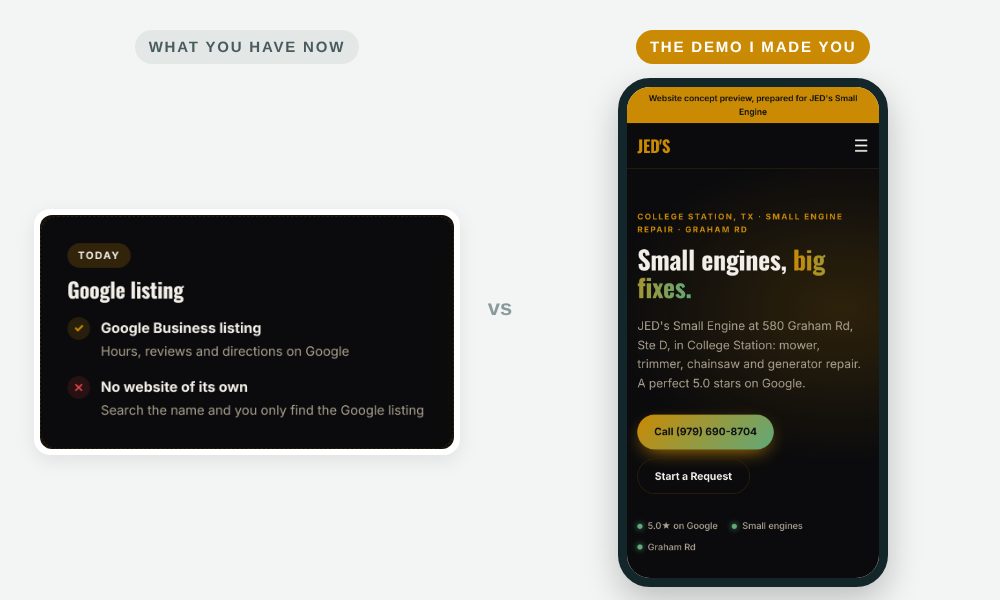 WHAT YOU HAVE NOW
TODAY
Google listing
Google Business listing
Hours, reviews and directions on Google
No website of its own
Search the name and you only find the Google listing
vs
THE DEMO I MADE YOU
Website concept preview, prepared for JED's Small
Engine
JED'S
COLLEGE STATION, TX · SMALL ENGINE
REPAIR · GRAHAM RD
Small engines, big
fixes.
JED's Small Engine at 580 Graham Rd,
Ste D, in College Station: mower,
trimmer, chainsaw and generator repair.
A perfect 5.0 stars on Google.
Call (979) 690-8704
Start a Request
5.0★ on Google
Small engines
Graham Rd